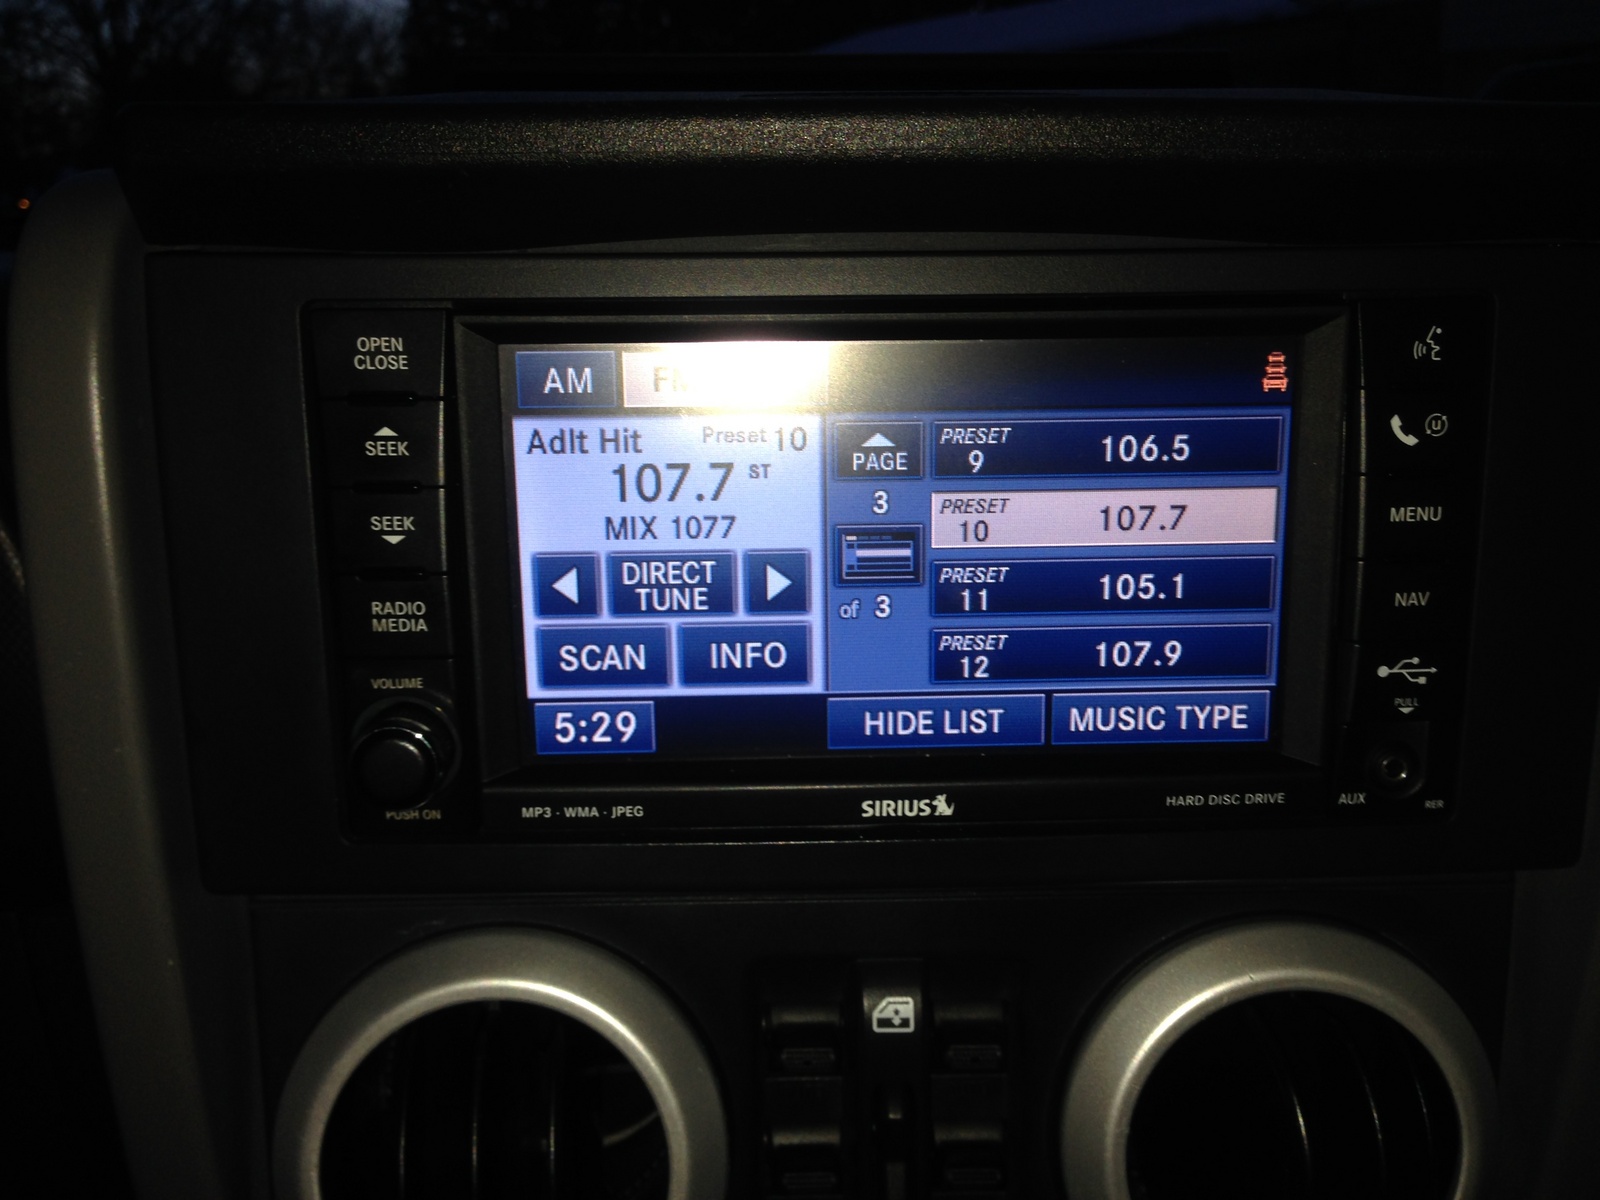 OPEN
CLOSE
SEEK
SEEK
RADIO
MEDIA
VOLUME
PUSH ON
AM
Adlt Hit Preset 10
107.7 ST
MIX 1077
DIRECT
TUNE
SCAN INFO
5:29
PAGE
3
of 3
PRESET
9 106.5
PRESET
10 107.7
PRESET
11 105.1
PRESET
12 107.9
HIDE LIST MUSIC TYPE
MP3 · WMA · JPEG
SIRIUS
HARD DISC DRIVE
MENU
NAV
PULL
AUX
RER